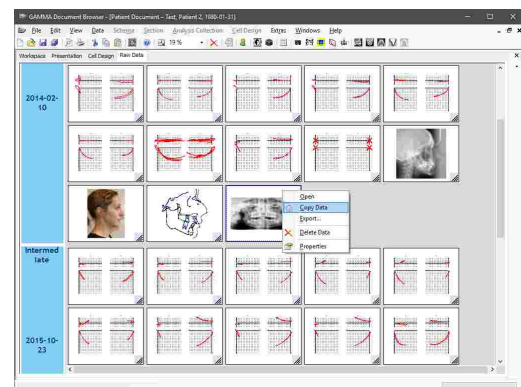 GAMMA Document Browser - [Patient Document - Test, Patient 2, 1980-01-31]
File Edit View Data Schema Section Analysis Collection Cell Design Extras Windows Help
19 %
Workspace Presentation Cell Design Raw Data
2014-02-
10
Open
Copy Data
Export...
Delete Data
Properties
Intermed
iate
2015-10-
23